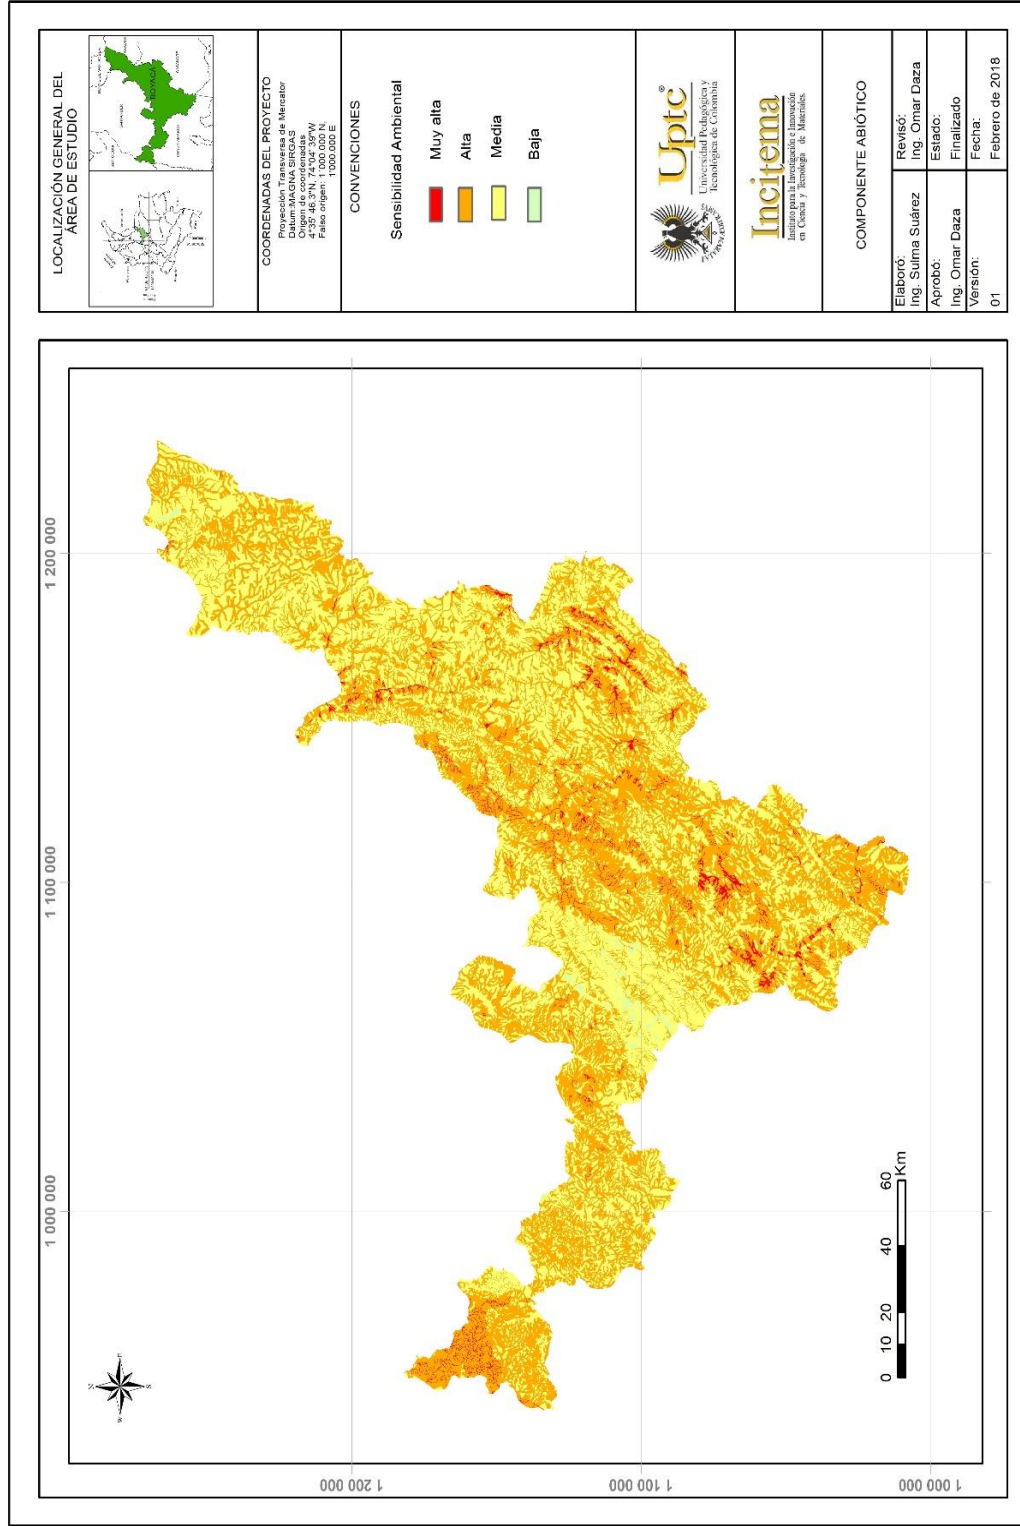 LOCALIZACIÓN GENERAL DEL
ÁREA DE ESTUDIO
BOYACÁ
COORDENADAS DEL PROYECTO
Proyección Transversa de Mercator
Datum:MAGNA SIRGAS
Origen de coordenadas
4°35' 46.3"N, 74°04' 39"W
Falso origen: 1'000.000 N,
1'000.000 E
CONVENCIONES
Sensibilidad Ambiental
Muy alta
Alta
Media
Baja
Uptc®
Universidad Pedagógica y
Tecnológica de Colombia
Incitema
Instituto para la Investigación e Innovación
en Ciencia y Tecnología de Materiales.
COMPONENTE ABIÓTICO
Elaboró:
Ing. Sulma Suárez
Revisó:
Ing. Omar Daza
Aprobó:
Ing. Omar Daza
Estado:
Finalizado
Versión:
01
Fecha:
Febrero de 2018
1 000 000
1 100 000
1 200 000
1 200 000
1 100 000
1 000 000
N
W
E
S
0 10 20 40 60
Km